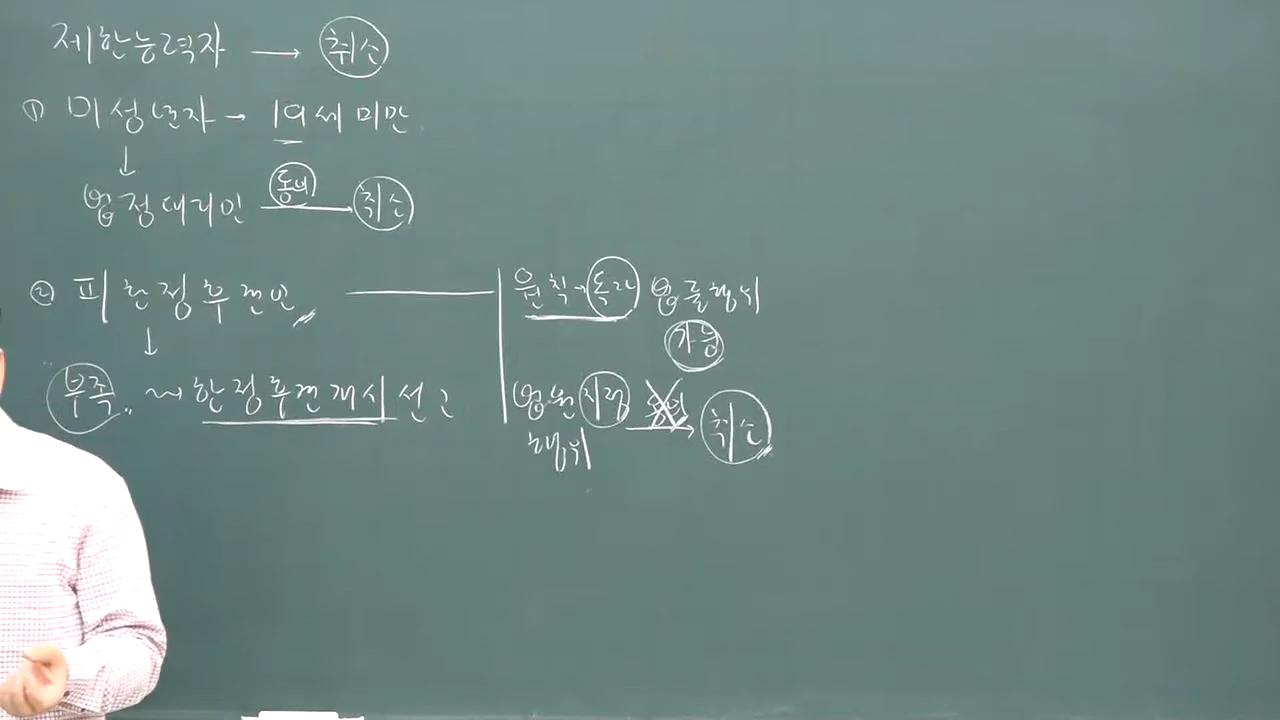 제한능력자 → 취소
① 미성년자 → 19세 미만
↓
법정대리인 동의 → 취소
② 피한정후견인 — 원칙→독자 법률행위
가능
↓
부족.. ~ 한정후견개시 선고
법원 지정 동의 → 취소
행위